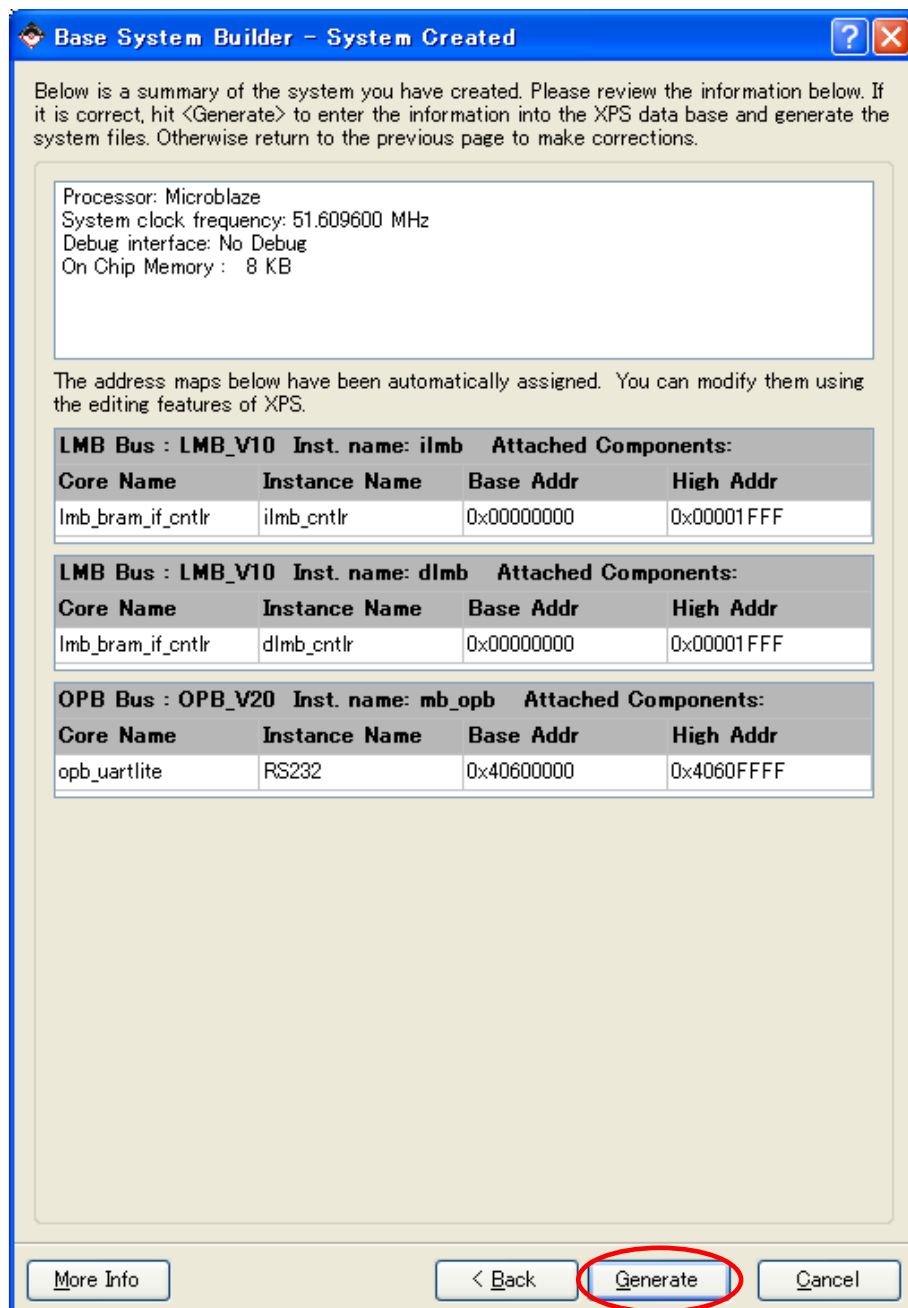 Base System Builder - System Created
Below is a summary of the system you have created. Please review the information below. If
it is correct, hit <Generate> to enter the information into the XPS data base and generate the
system files. Otherwise return to the previous page to make corrections.
Processor: Microblaze
System clock frequency: 51.609600 MHz
Debug interface: No Debug
On Chip Memory : 8 KB
The address maps below have been automatically assigned. You can modify them using
the editing features of XPS.
LMB Bus : LMB_V10 Inst. name: ilmb Attached Components:
Core Name Instance Name Base Addr High Addr
lmb_bram_if_cntlr ilmb_cntlr 0x00000000 0x00001FFF
LMB Bus : LMB_V10 Inst. name: dlmb Attached Components:
Core Name Instance Name Base Addr High Addr
lmb_bram_if_cntlr dlmb_cntlr 0x00000000 0x00001FFF
OPB Bus : OPB_V20 Inst. name: mb_opb Attached Components:
Core Name Instance Name Base Addr High Addr
opb_uartlite RS232 0x40600000 0x4060FFFF
More Info < Back Generate Cancel